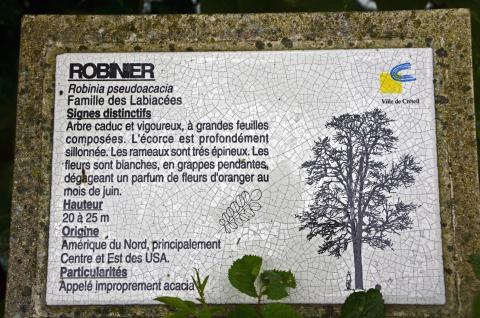 ROBINIER
Robinia pseudoacacia
Famille des Labiacées
Signes distinctifs
Arbre caduc et vigoureux, à grandes feuilles
composées. L'écorce est profondément
sillonnée. Les rameaux sont trés épineux. Les
fleurs sont blanches, en grappes pendantes,
dégageant un parfum de fleurs d'oranger au
mois de juin.
Hauteur
20 à 25 m
Origine
Amérique du Nord, principalement
Centre et Est des USA.
Particularités
Appelé improprement acacia
Ville de Créteil